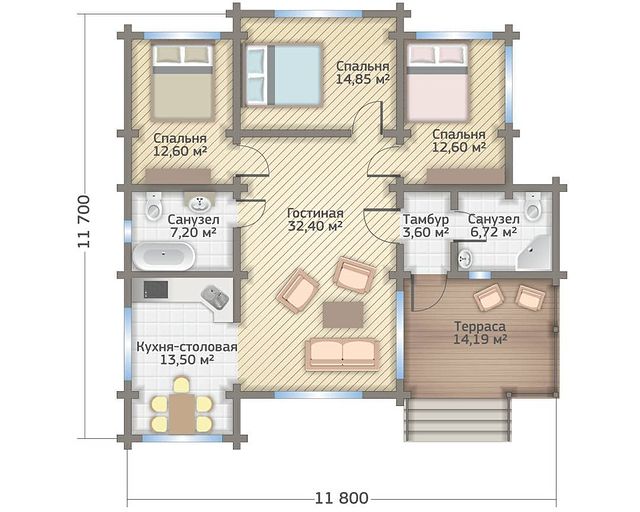 Спальня
14,85 м²
Спальня
12,60 м²
Спальня
12,60 м²
Санузел
7,20 м²
Гостиная
32,40 м²
Тамбур
3,60 м²
Санузел
6,72 м²
11 700
Кухня-столовая
13,50 м²
Терраса
14,19 м²
11 800